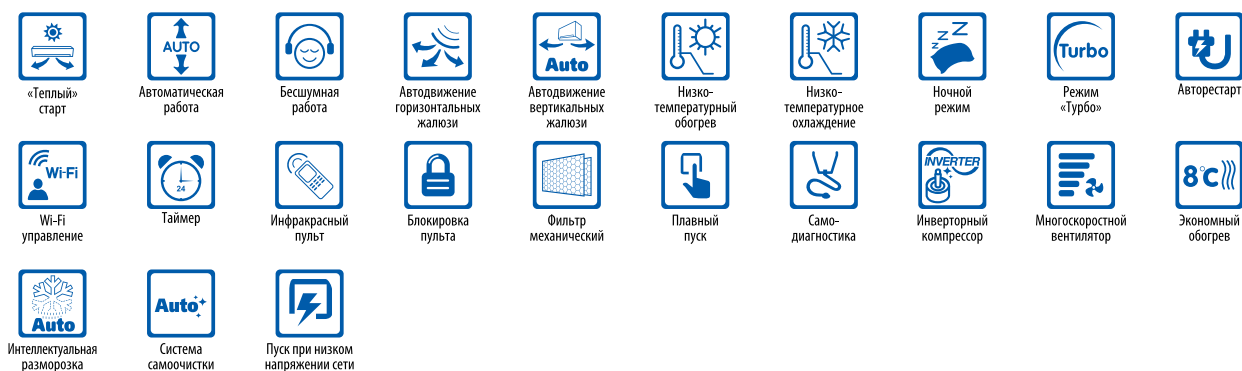 AUTO
Auto
z z Z
Turbo
«Теплый»
старт
Автоматическая
работа
Бесшумная
работа
Автодвижение
горизонтальных
жалюзи
Автодвижение
вертикальных
жалюзи
Низко-
температурный
обогрев
Низко-
температурное
охлаждение
Ночной
режим
Режим
«Турбо»
Авторестарт
Wi-Fi
24
INVERTER
8°C
Wi-Fi
управление
Таймер
Инфракрасный
пульт
Блокировка
пульта
Фильтр
механический
Плавный
пуск
Само-
диагностика
Инверторный
компрессор
Многоскоростной
вентилятор
Экономный
обогрев
Auto
Auto
Интеллектуальная
разморозка
Система
самоочистки
Пуск при низком
напряжении сети